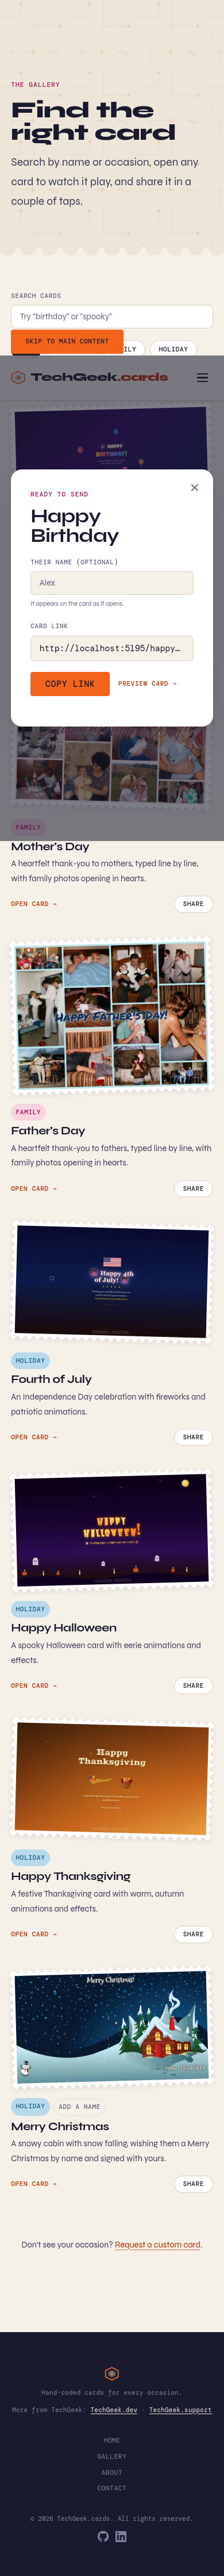 THE GALLERY
Find the
right card
Search by name or occasion, open any
card to watch it play, and share it in a
couple of taps.
SEARCH CARDS
Try "birthday" or "spooky"
SKIP TO MAIN CONTENT
HOLIDAY
TechGeek.cards
READY TO SEND
Happy
Birthday
THEIR NAME (OPTIONAL)
Alex
It appears on the card as it opens.
CARD LINK
http://localhost:5195/happy…
COPY LINK
PREVIEW CARD →
FAMILY
Mother's Day
A heartfelt thank-you to mothers, typed line by line,
with family photos opening in hearts.
OPEN CARD →
SHARE
HAPPY FATHER'S DAY!
FAMILY
Father's Day
A heartfelt thank-you to fathers, typed line by line, with
family photos opening in hearts.
OPEN CARD →
SHARE
Happy 4th
of July!
HOLIDAY
Fourth of July
An Independence Day celebration with fireworks and
patriotic animations.
OPEN CARD →
SHARE
HAPPY
HALLOWEEN!
HOLIDAY
Happy Halloween
A spooky Halloween card with eerie animations and
effects.
OPEN CARD →
SHARE
Happy
Thanksgiving
HOLIDAY
Happy Thanksgiving
A festive Thanksgiving card with warm, autumn
animations and effects.
OPEN CARD →
SHARE
Merry Christmas!
HOLIDAY
ADD A NAME
Merry Christmas
A snowy cabin with snow falling, wishing them a Merry
Christmas by name and signed with yours.
OPEN CARD →
SHARE
Don't see your occasion? Request a custom card.
Hand-coded cards for every occasion.
More from TechGeek: TechGeek.dev · TechGeek.support
HOME
GALLERY
ABOUT
CONTACT
© 2026 TechGeek.cards. All rights reserved.